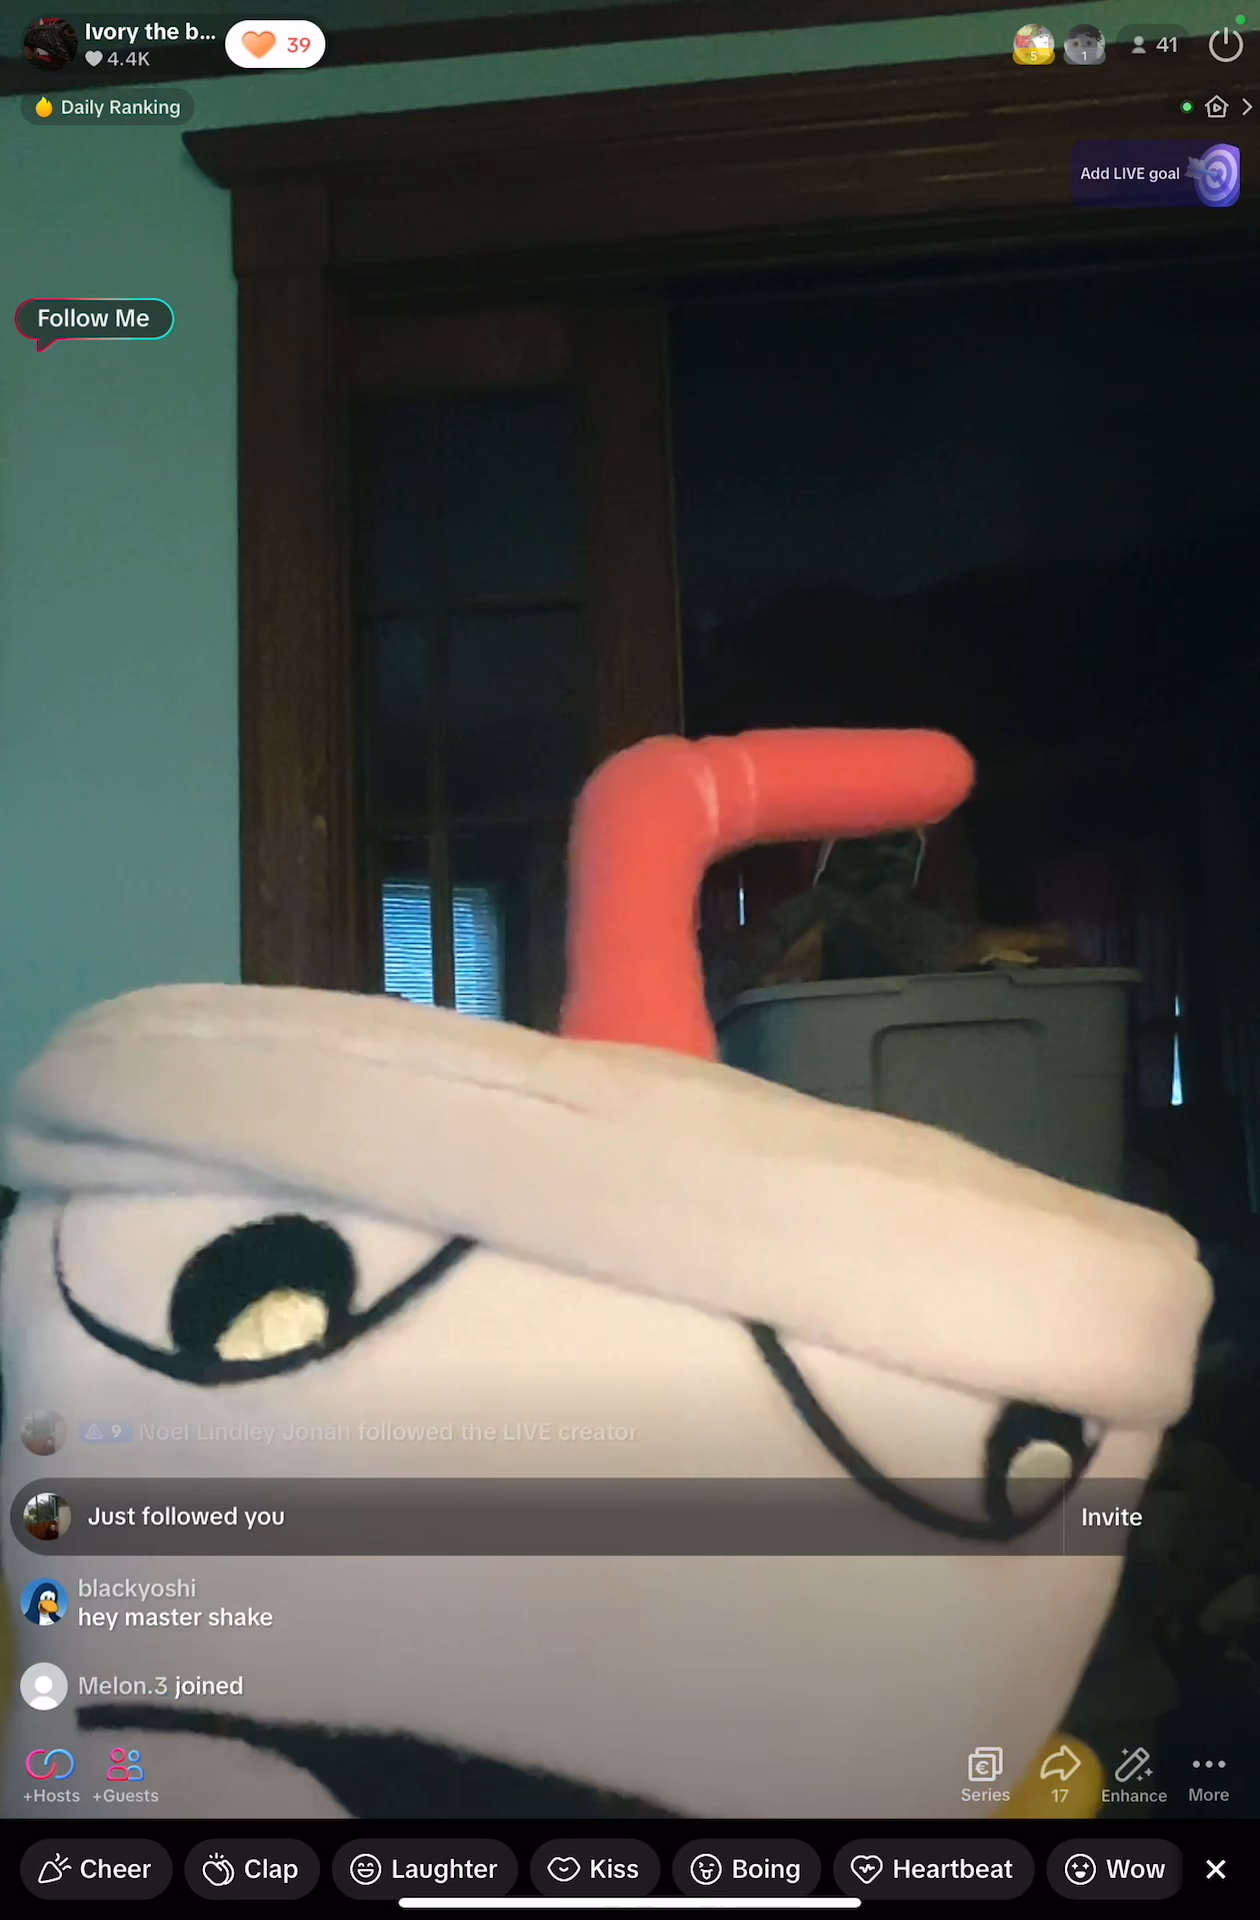 Ivory the b...
4.4K
39
5
1
41
Daily Ranking
Add LIVE goal
Follow Me
9 Noel Lindley Jonah followed the LIVE creator
Just followed you
Invite
blackyoshi
hey master shake
Melon.3 joined
+Hosts
+Guests
Series
17
Enhance
More
Cheer
Clap
Laughter
Kiss
Boing
Heartbeat
Wow